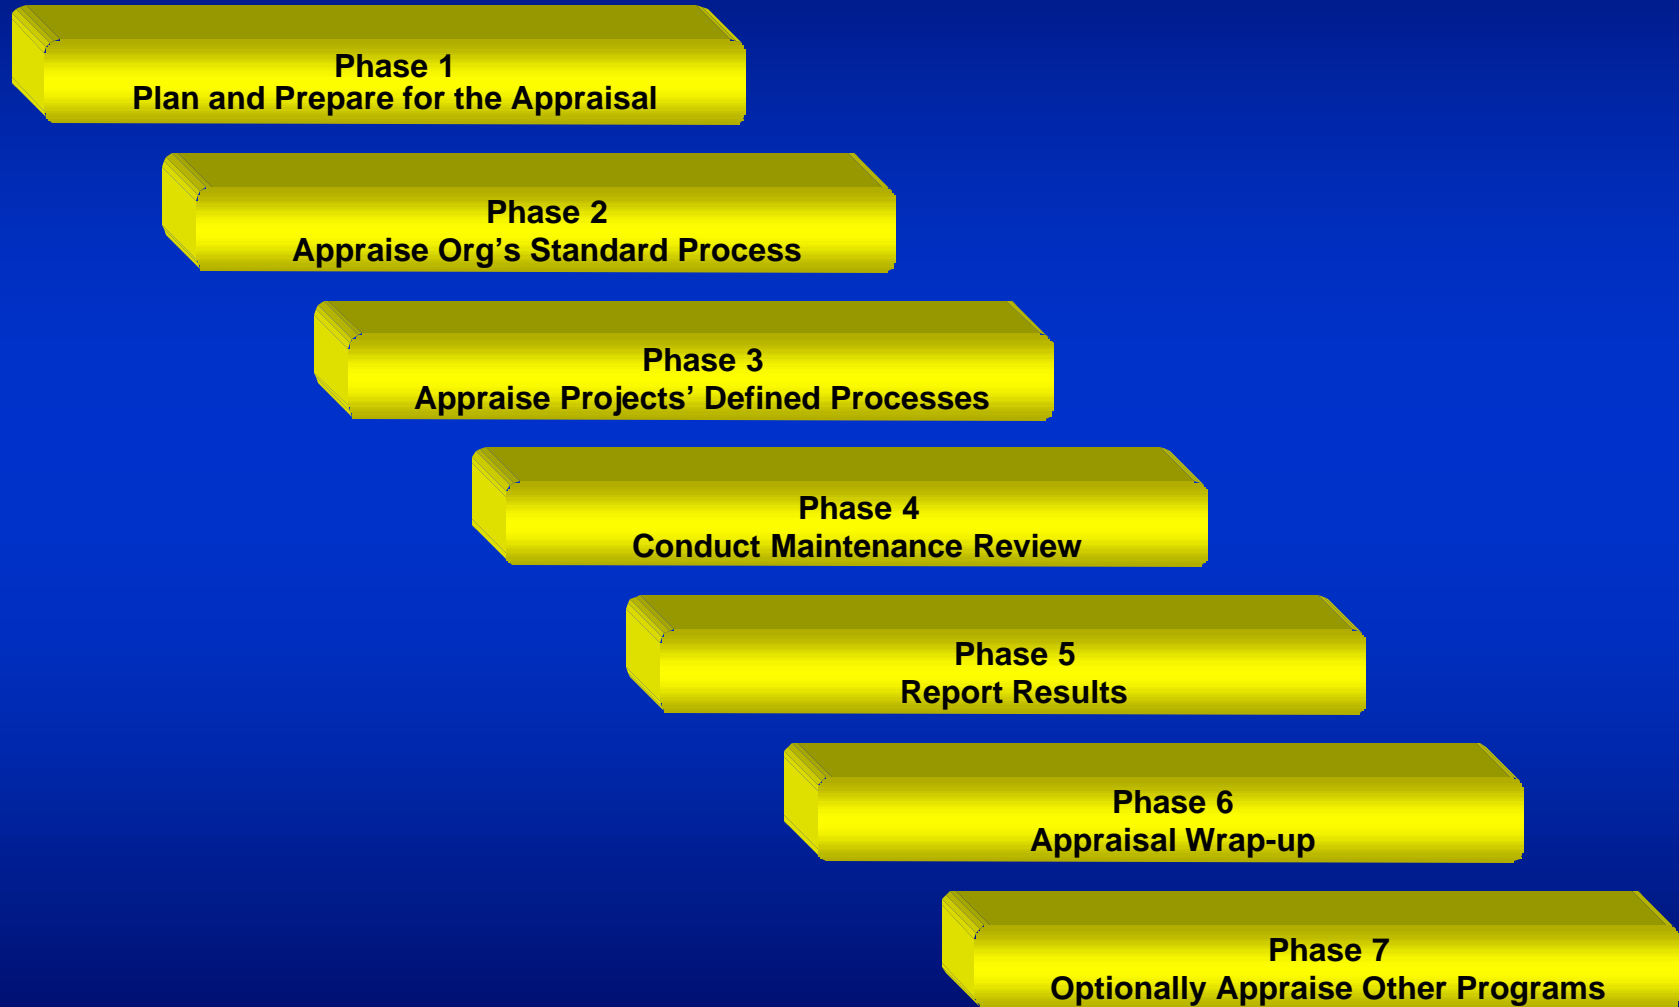 Phase 1
Plan and Prepare for the Appraisal
Phase 2
Appraise Org’s Standard Process
Phase 3
Appraise Projects’ Defined Processes
Phase 4
Conduct Maintenance Review
Phase 5
Report Results
Phase 6
Appraisal Wrap-up
Phase 7
Optionally Appraise Other Programs